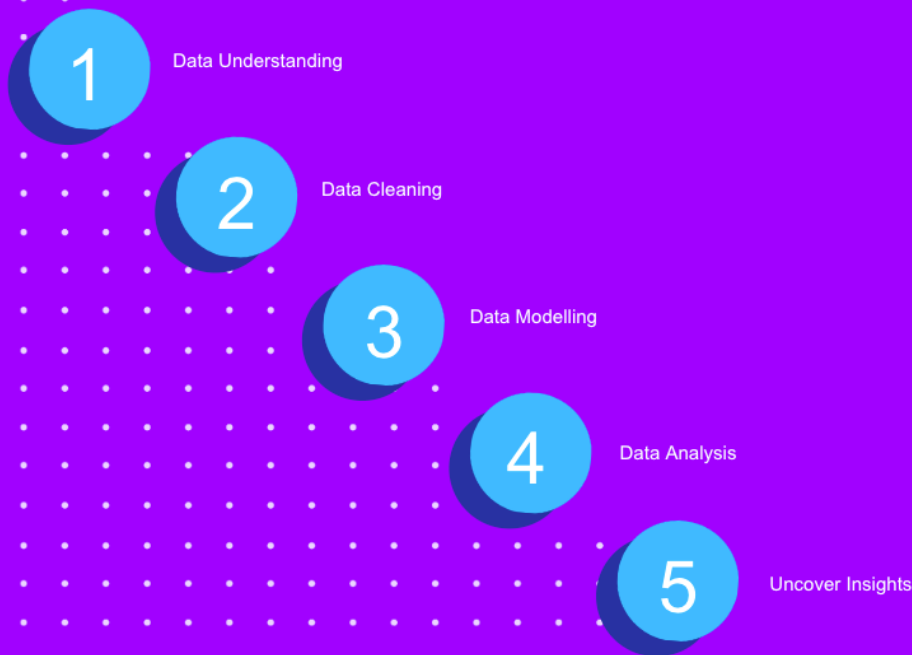 1
Data Understanding
2
Data Cleaning
3
Data Modelling
4
Data Analysis
5
Uncover Insights